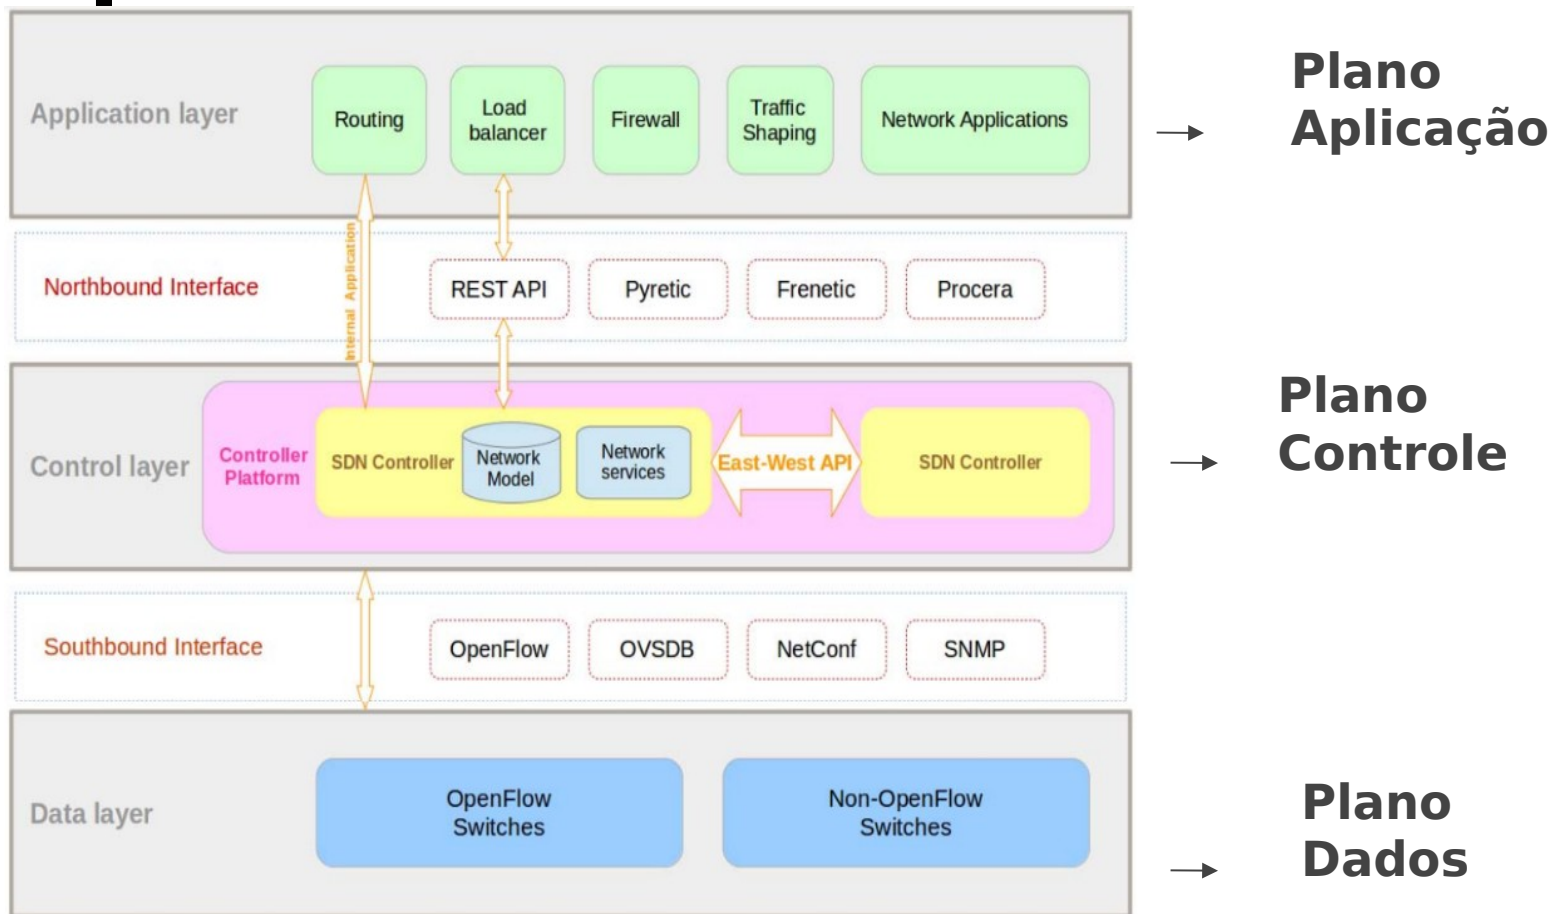 Application layer
Routing
Load
balancer
Firewall
Traffic
Shaping
Network Applications
Plano
Aplicação
Internal Application
Northbound Interface
REST API
Pyretic
Frenetic
Procera
Control layer
Controller
Platform
SDN Controller
Network
Model
Network
services
East-West API
SDN Controller
Plano
Controle
Southbound Interface
OpenFlow
OVSDB
NetConf
SNMP
Data layer
OpenFlow
Switches
Non-OpenFlow
Switches
Plano
Dados